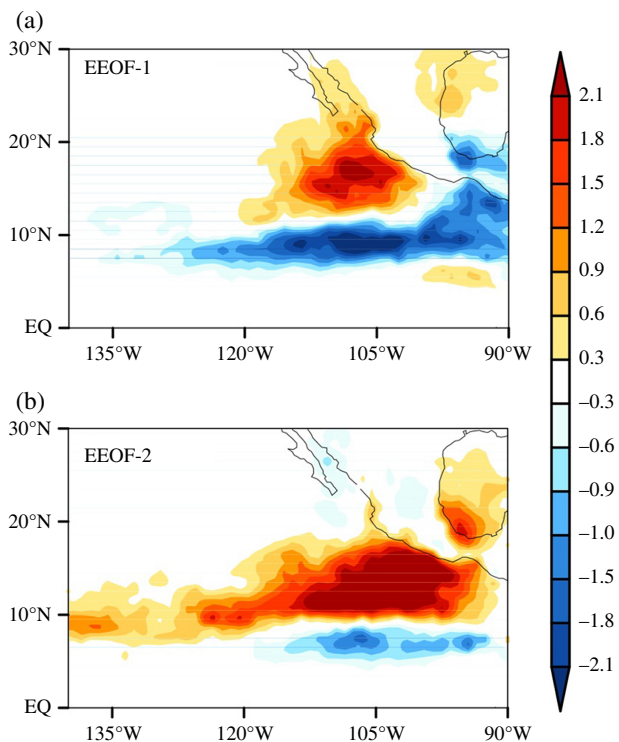 (a)
30°N
EEOF-1
20°N
10°N
EQ
135°W 120°W 105°W 90°W
(b)
30°N
EEOF-2
20°N
10°N
EQ
135°W 120°W 105°W 90°W
2.1
1.8
1.5
1.2
0.9
0.6
0.3
–0.3
–0.6
–0.9
–1.0
–1.5
–1.8
–2.1